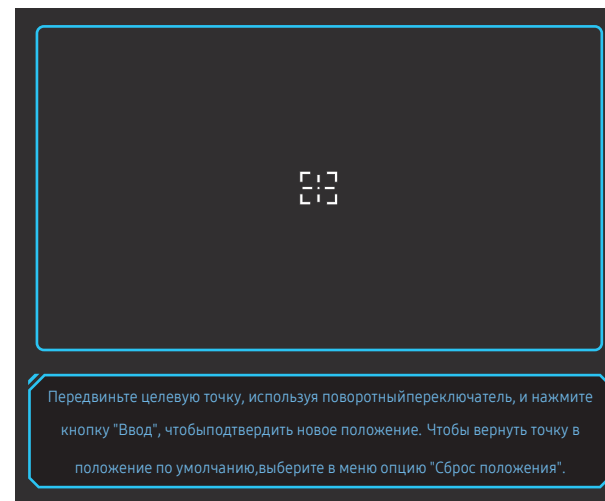 Передвиньте целевую точку, используя поворотныйпереключатель, и нажмите
кнопку "Ввод", чтобыподтвердить новое положение. Чтобы вернуть точку в
положение по умолчанию,выберите в меню опцию "Сброс положения".